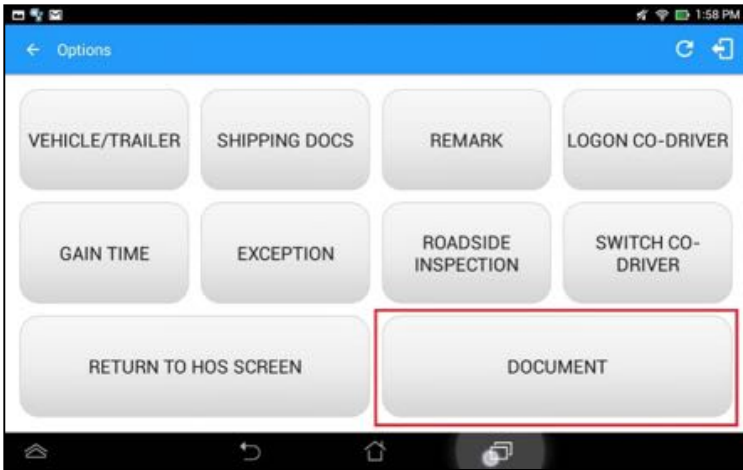 1:58 PM
Options
VEHICLE/TRAILER
SHIPPING DOCS
REMARK
LOGON CO-DRIVER
GAIN TIME
EXCEPTION
ROADSIDE
INSPECTION
SWITCH CO-
DRIVER
RETURN TO HOS SCREEN
DOCUMENT